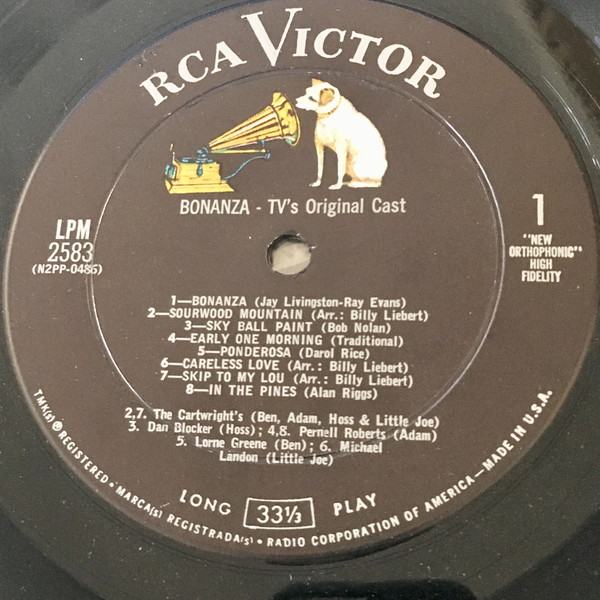 RCA VICTOR
BONANZA - TV's Original Cast
LPM
2583
(N2PP-0486)
1
"NEW
ORTHOPHONIC"
HIGH
FIDELITY
1—BONANZA (Jay Livingston-Ray Evans)
2—SOURWOOD MOUNTAIN (Arr.: Billy Liebert)
3—SKY BALL PAINT (Bob Nolan)
4—EARLY ONE MORNING (Traditional)
5—PONDEROSA (Darol Rice)
6—CARELESS LOVE (Arr.: Billy Liebert)
7—SKIP TO MY LOU (Arr.: Billy Liebert)
8—IN THE PINES (Alan Riggs)
2,7. The Cartwright's (Ben, Adam, Hoss & Little Joe)
3. Dan Blocker (Hoss); 4,8. Pernell Roberts (Adam)
5. Lorne Greene (Ben); 6. Michael
Landon (Little Joe)
LONG 33⅓ PLAY
TMK(s) ® REGISTERED • MARCA(s) REGISTRADA(s) • RADIO CORPORATION OF AMERICA—MADE IN U.S.A.